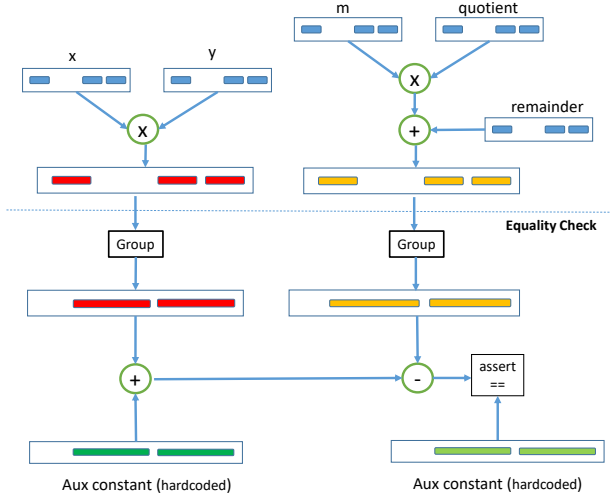 m
quotient
x
y
x
x
+
remainder
Equality Check
Group
Group
+
-
assert
==
Aux constant (hardcoded)
Aux constant (hardcoded)